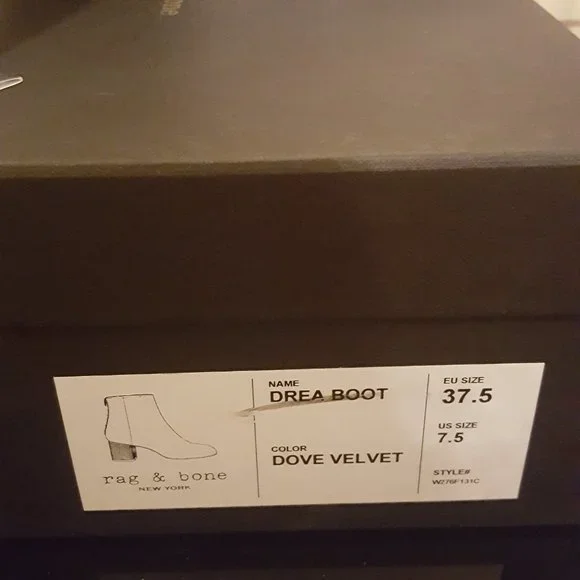 rag & bone
NEW YORK
NAME
DREA BOOT
COLOR
DOVE VELVET
EU SIZE
37.5
US SIZE
7.5
STYLE#